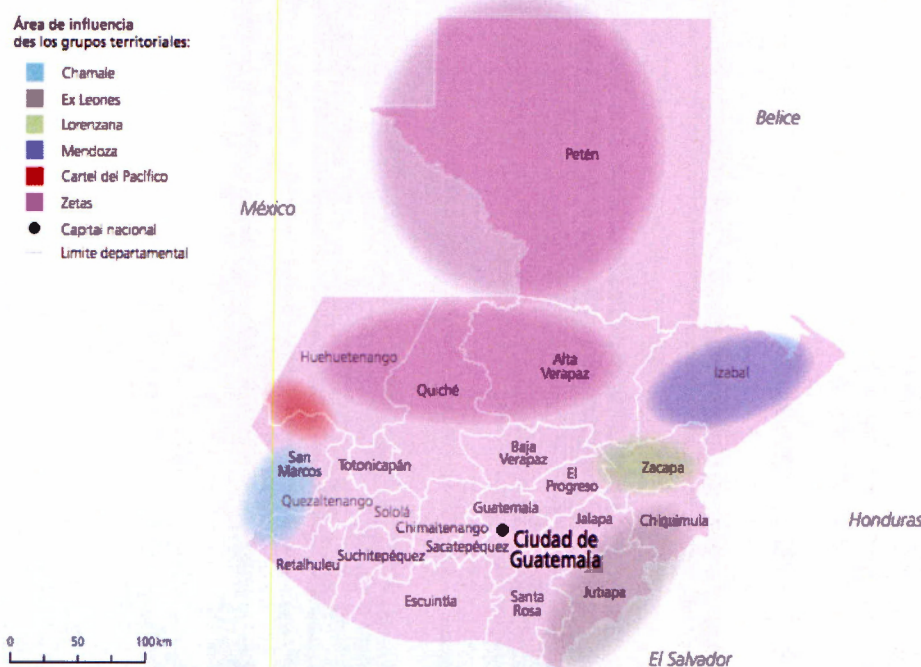 Área de influencia
des los grupos territoriales:
Chamale
Ex Leones
Lorenzana
Mendoza
Cartel del Pacífico
Zetas
Capital nacional
Limite departamental
Belice
Petén
México
Huehuetenango
Alta
Verapaz
Izabal
Quiché
Baja
Verapaz
San
Marcos
Totonicapán
Zacapa
El
Progreso
Quezaltenango
Sololá
Guatemala
Jalapa
Chiquimula
Honduras
Chimaltenango
Ciudad de
Guatemala
Sacatepéquez
Suchitepéquez
Retalhuleu
Jutiapa
Escuintla
Santa
Rosa
0 50 100km
El Salvador